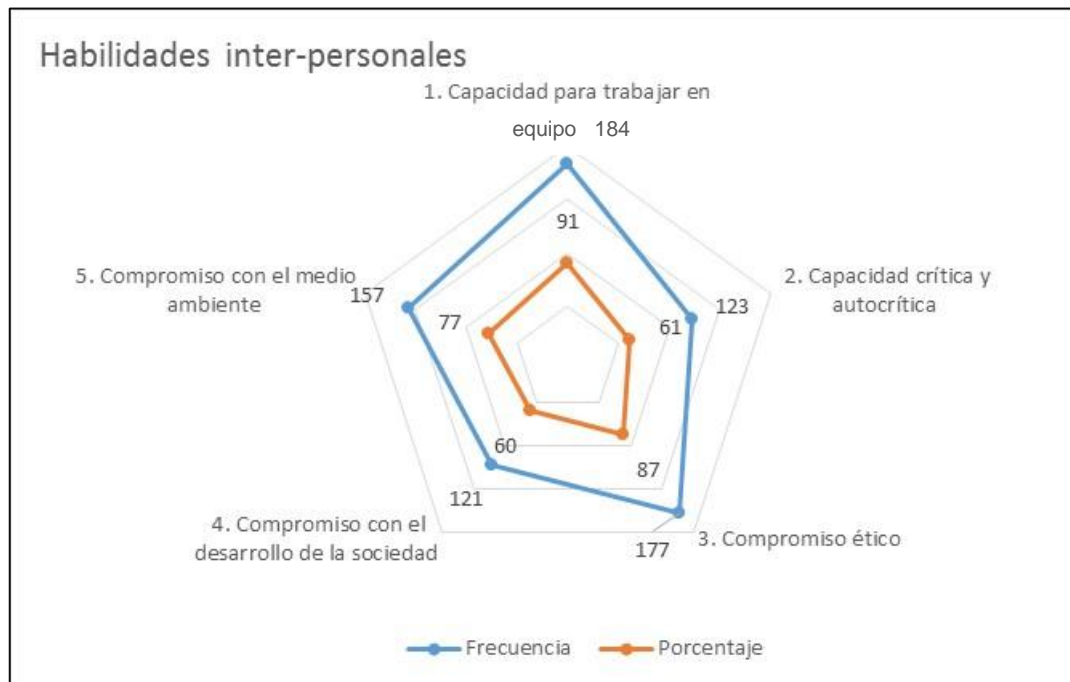 Habilidades inter-personales
1. Capacidad para trabajar en
equipo 184
91
5. Compromiso con el medio
ambiente
157
77
2. Capacidad crítica y
autocrítica
123
61
60
87
121
4. Compromiso con el
desarrollo de la sociedad
177
3. Compromiso ético
Frecuencia
Porcentaje